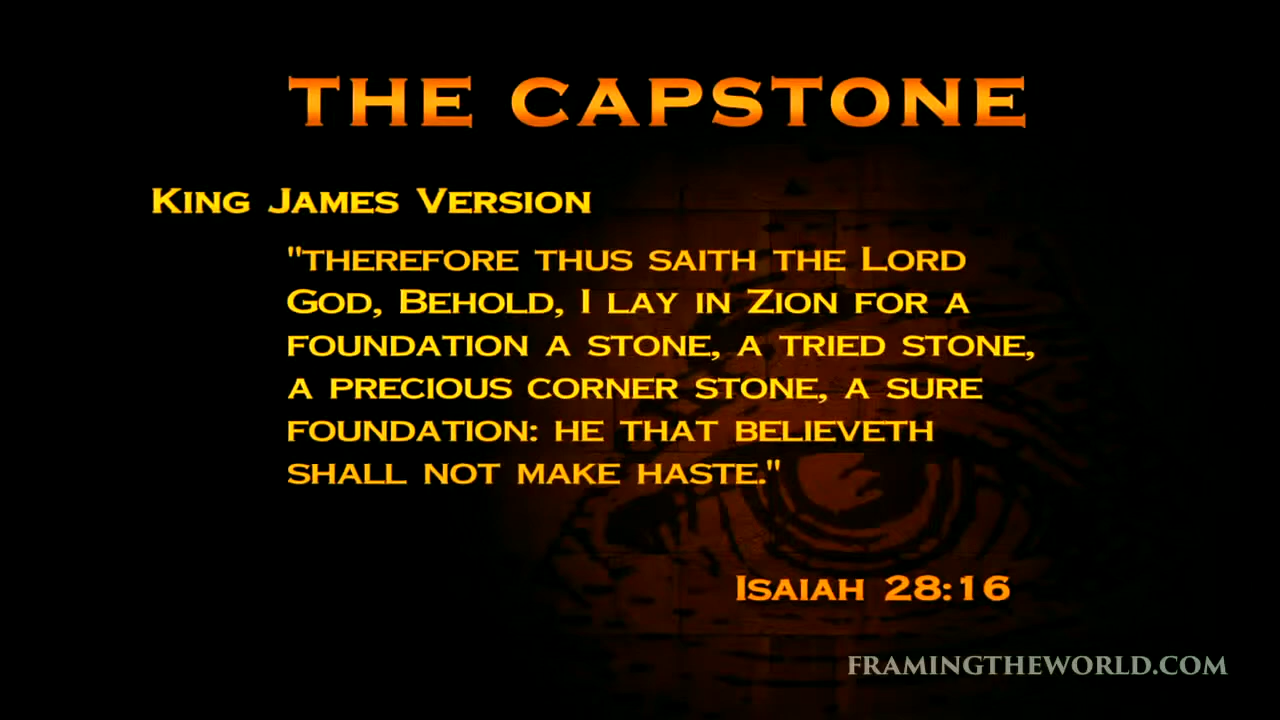 THE CAPSTONE
KING JAMES VERSION
"THEREFORE THUS SAITH THE LORD
GOD, BEHOLD, I LAY IN ZION FOR A
FOUNDATION A STONE, A TRIED STONE,
A PRECIOUS CORNER STONE, A SURE
FOUNDATION: HE THAT BELIEVETH
SHALL NOT MAKE HASTE."
ISAIAH 28:16
FRAMINGTHEWORLD.COM